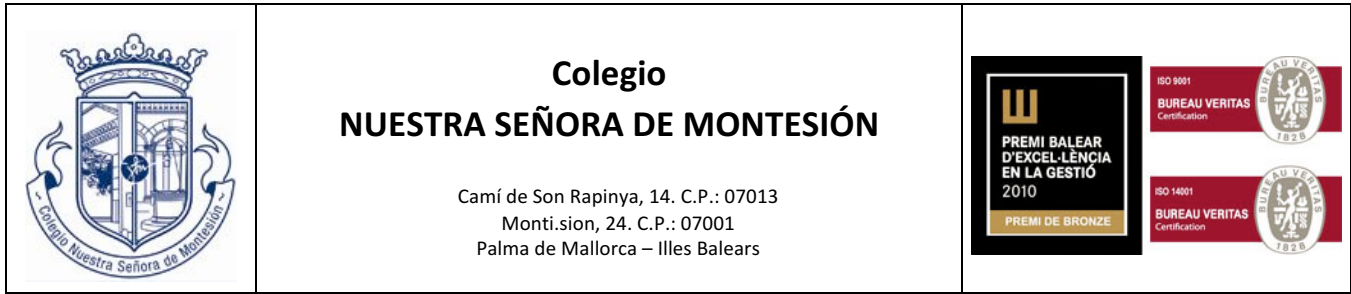 Colegio Nuestra Señora de Montesión
Colegio
NUESTRA SEÑORA DE MONTESIÓN
Camí de Son Rapinya, 14. C.P.: 07013
Monti.sion, 24. C.P.: 07001
Palma de Mallorca – Illes Balears
PREMI BALEAR
D'EXCEL·LÈNCIA
EN LA GESTIÓ
2010
PREMI DE BRONZE
ISO 9001
BUREAU VERITAS
Certification
BUREAU VERITAS
1828
ISO 14001
BUREAU VERITAS
Certification
BUREAU VERITAS
1828